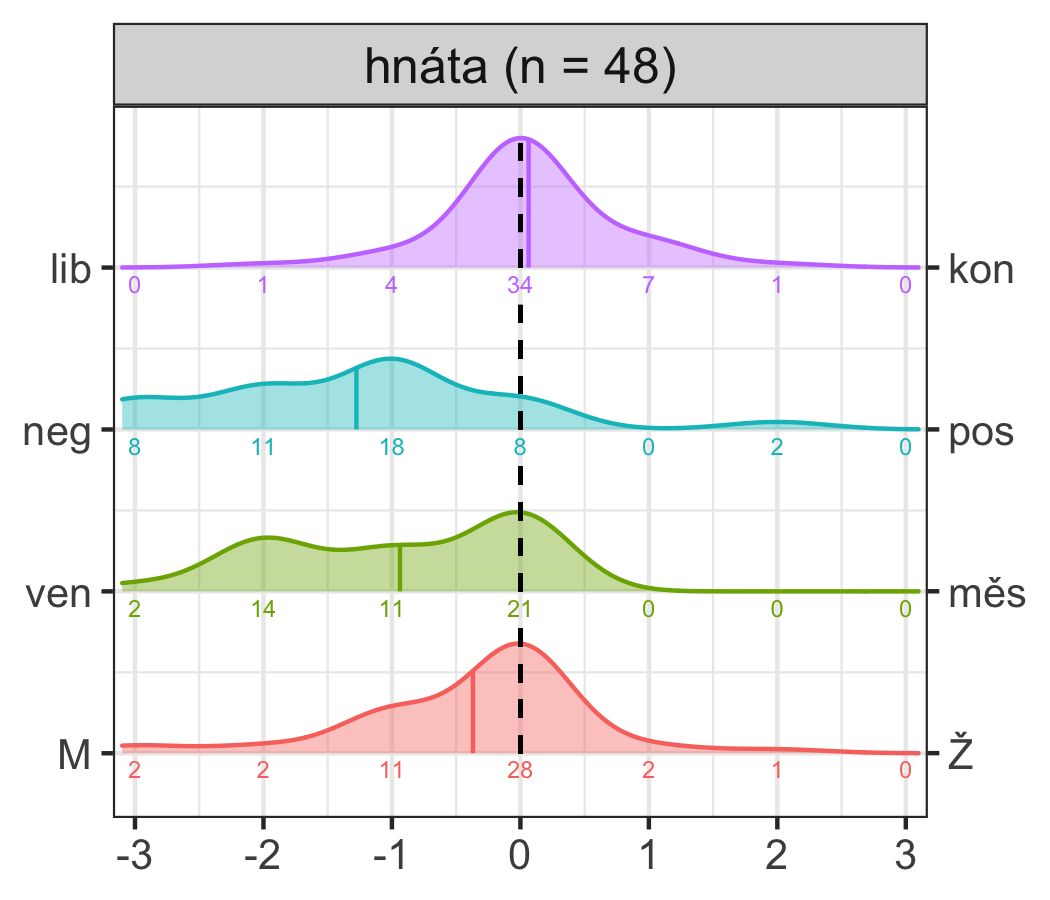 hnáta (n = 48)
lib kon
0 1 4 34 7 1 0
neg pos
8 11 18 8 0 2 0
ven měs
2 14 11 21 0 0 0
M Ž
2 2 11 28 2 1 0
-3 -2 -1 0 1 2 3